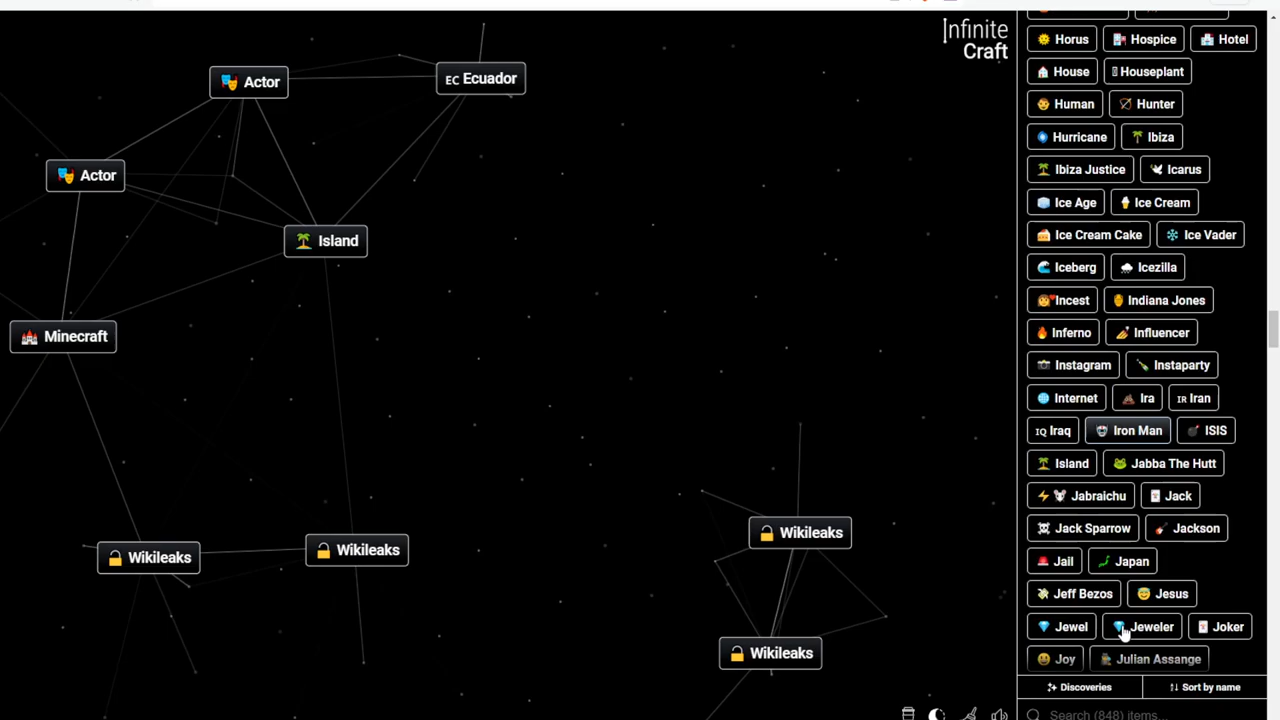 Infinite
Craft
Actor
EC Ecuador
Actor
Island
Minecraft
Wikileaks
Wikileaks
Wikileaks
Wikileaks
Horus Hospice Hotel
House Houseplant
Human Hunter
Hurricane Ibiza
Ibiza Justice Icarus
Ice Age Ice Cream
Ice Cream Cake Ice Vader
Iceberg Icezilla
Incest Indiana Jones
Inferno Influencer
Instagram Instaparty
Internet Ira IR Iran
IQ Iraq Iron Man ISIS
Island Jabba The Hutt
Jabraichu Jack
Jack Sparrow Jackson
Jail Japan
Jeff Bezos Jesus
Jewel Jeweler Joker
Joy Julian Assange
Discoveries Sort by name
Search (848) items...